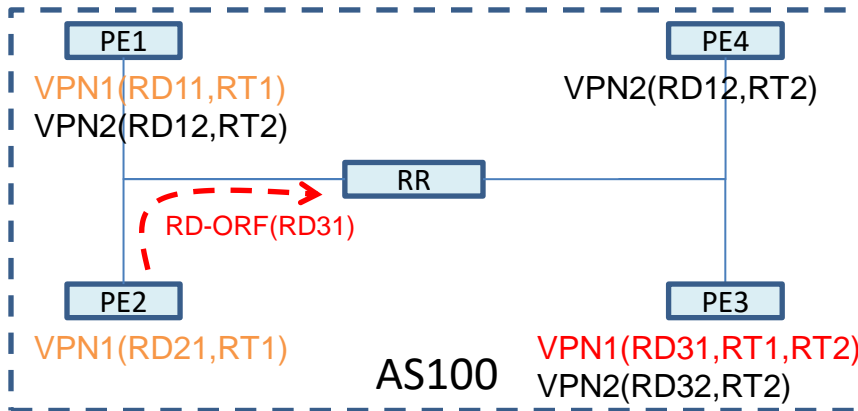 PE1
PE4
VPN1(RD11,RT1)
VPN2(RD12,RT2)
VPN2(RD12,RT2)
RR
RD-ORF(RD31)
PE2
PE3
VPN1(RD21,RT1)
VPN1(RD31,RT1,RT2)
AS100
VPN2(RD32,RT2)